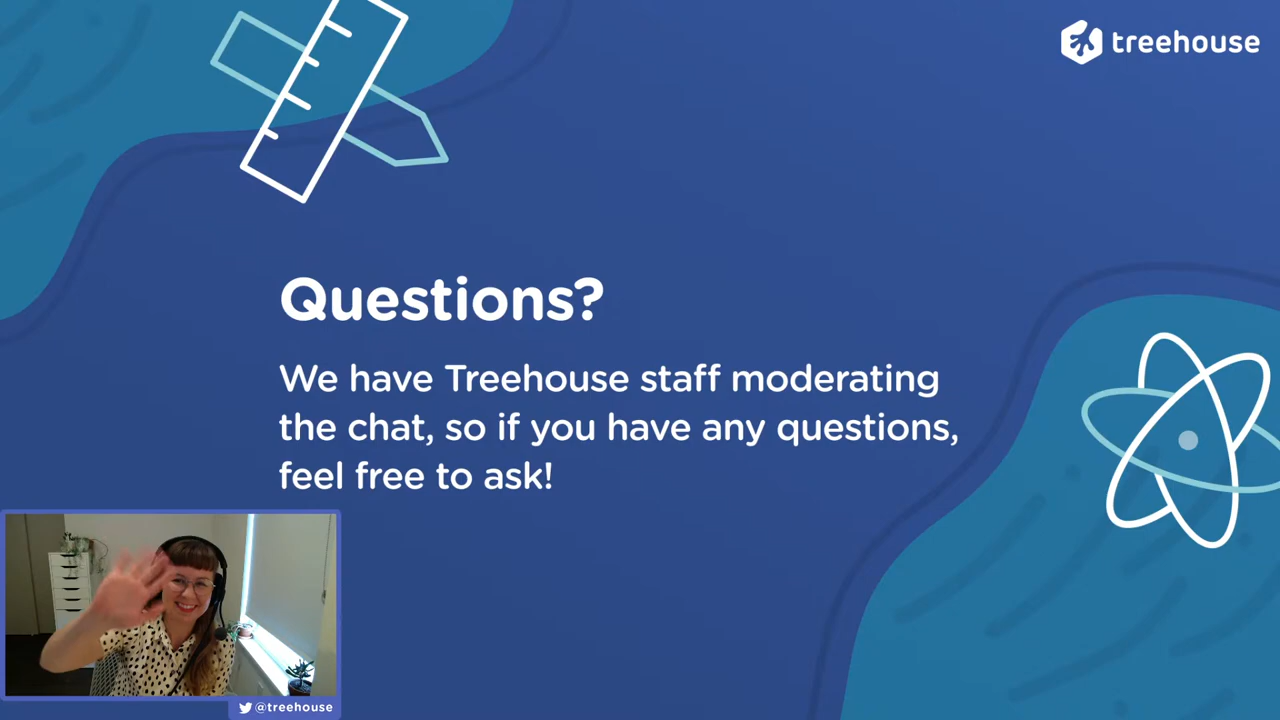 treehouse
Questions?
We have Treehouse staff moderating
the chat, so if you have any questions,
feel free to ask!
@treehouse